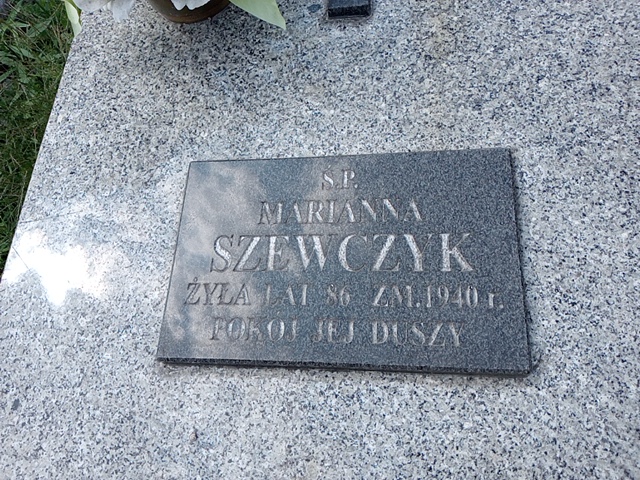 Ś.P.
MARIANNA
SZEWCZYK
ŻYŁA LAT 86 ZM. 1940 r.
POKÓJ JEJ DUSZY